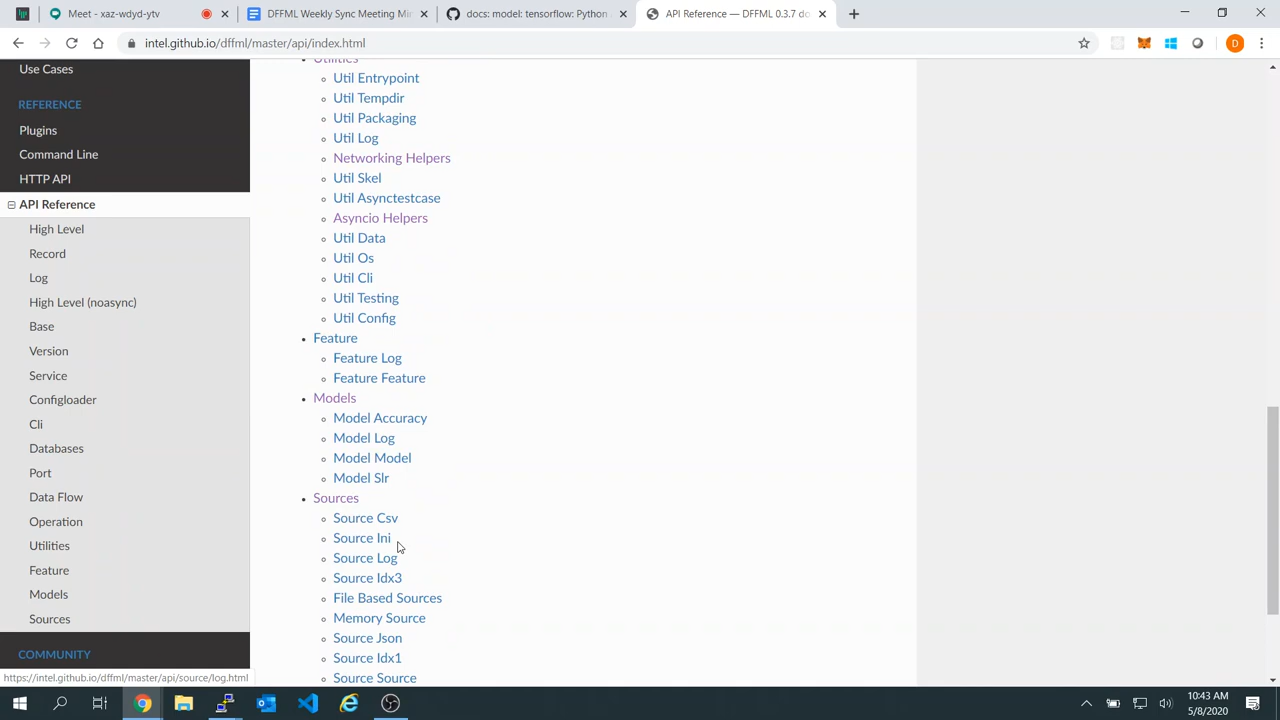 Meet - xaz-wdyd-ytv
DFFML Weekly Sync Meeting Min
docs: model: tensorflow: Python
API Reference — DFFML 0.3.7 do
intel.github.io/dffml/master/api/index.html
D
Use Cases
REFERENCE
Plugins
Command Line
HTTP API
API Reference
High Level
Record
Log
High Level (noasync)
Base
Version
Service
Configloader
Cli
Databases
Port
Data Flow
Operation
Utilities
Feature
Models
Sources
COMMUNITY
https://intel.github.io/dffml/master/api/source/log.html
Utilities
Util Entrypoint
Util Tempdir
Util Packaging
Util Log
Networking Helpers
Util Skel
Util Asynctestcase
Asyncio Helpers
Util Data
Util Os
Util Cli
Util Testing
Util Config
Feature
Feature Log
Feature Feature
Models
Model Accuracy
Model Log
Model Model
Model Slr
Sources
Source Csv
Source Ini
Source Log
Source Idx3
File Based Sources
Memory Source
Source Json
Source Idx1
Source Source
10:43 AM
5/8/2020